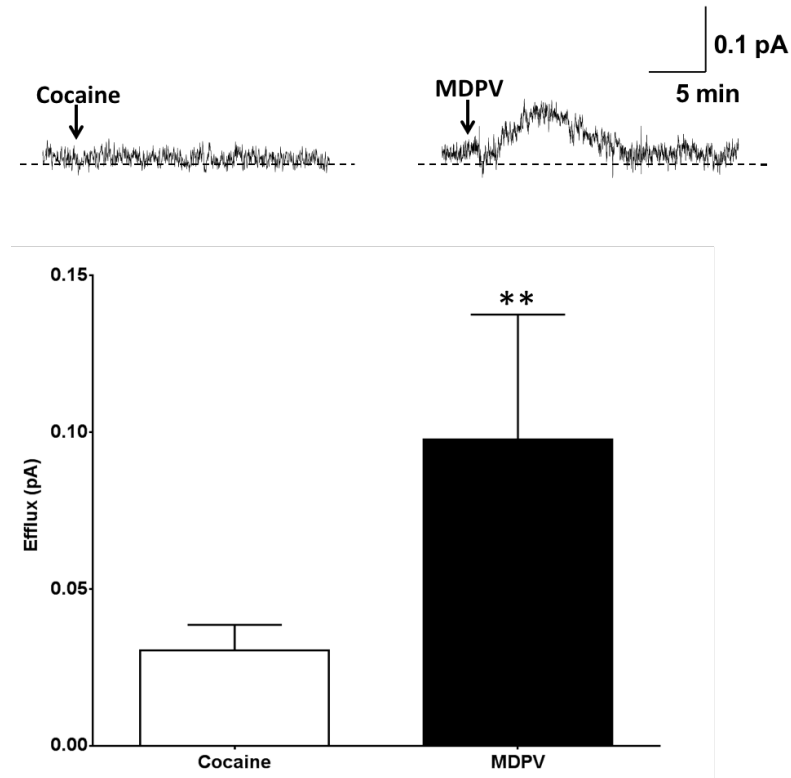 0.1 pA
5 min
Cocaine
MDPV
0.15
**
0.10
Efflux (pA)
0.05
0.00
Cocaine
MDPV